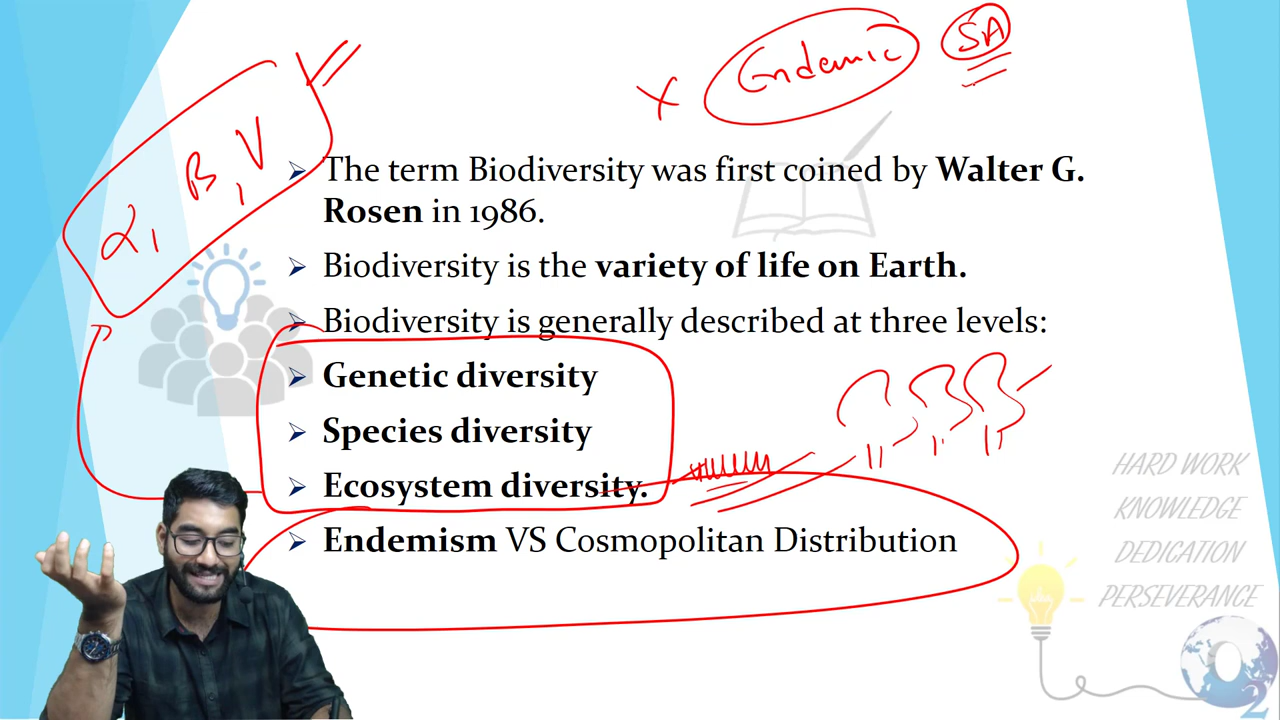 Endemic
SA
α, β, γ
The term Biodiversity was first coined by Walter G.
Rosen in 1986.
Biodiversity is the variety of life on Earth.
Biodiversity is generally described at three levels:
Genetic diversity
Species diversity
Ecosystem diversity.
Endemism VS Cosmopolitan Distribution
HARD WORK
KNOWLEDGE
DEDICATION
PERSEVERANCE
O2